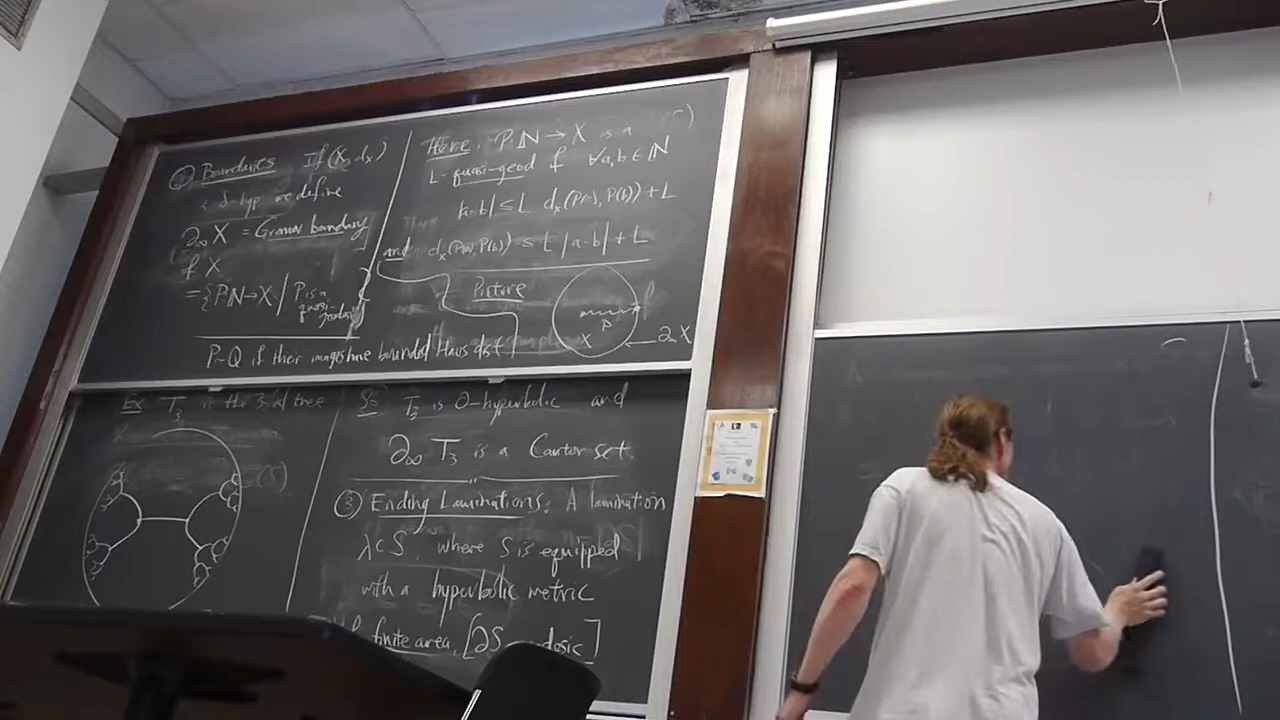 ② Boundaries If (X, dx)
is δ-hyp we define
∂∞ X = Gromov boundary
of X
= {P:N→X / P is a
quasi-
geodesic}
P~Q if their images have bounded Haus dist
Here, P:N → X is a
L-quasi-geod if ∀a,b ∈ N
|a-b| ≤ L dx(P(a), P(b)) + L
and dx(P(a), P(b)) ≤ L |a-b| + L
Picture
P
X
∂∞X
Ex T3 is the 3-val tree
So T3 is 0-hyperbolic and
∂∞ T3 is a Cantor set.
③ Ending Laminations: A lamination
λ⊂S, where S is equipped
with a hyperbolic metric
of finite area, [∂S